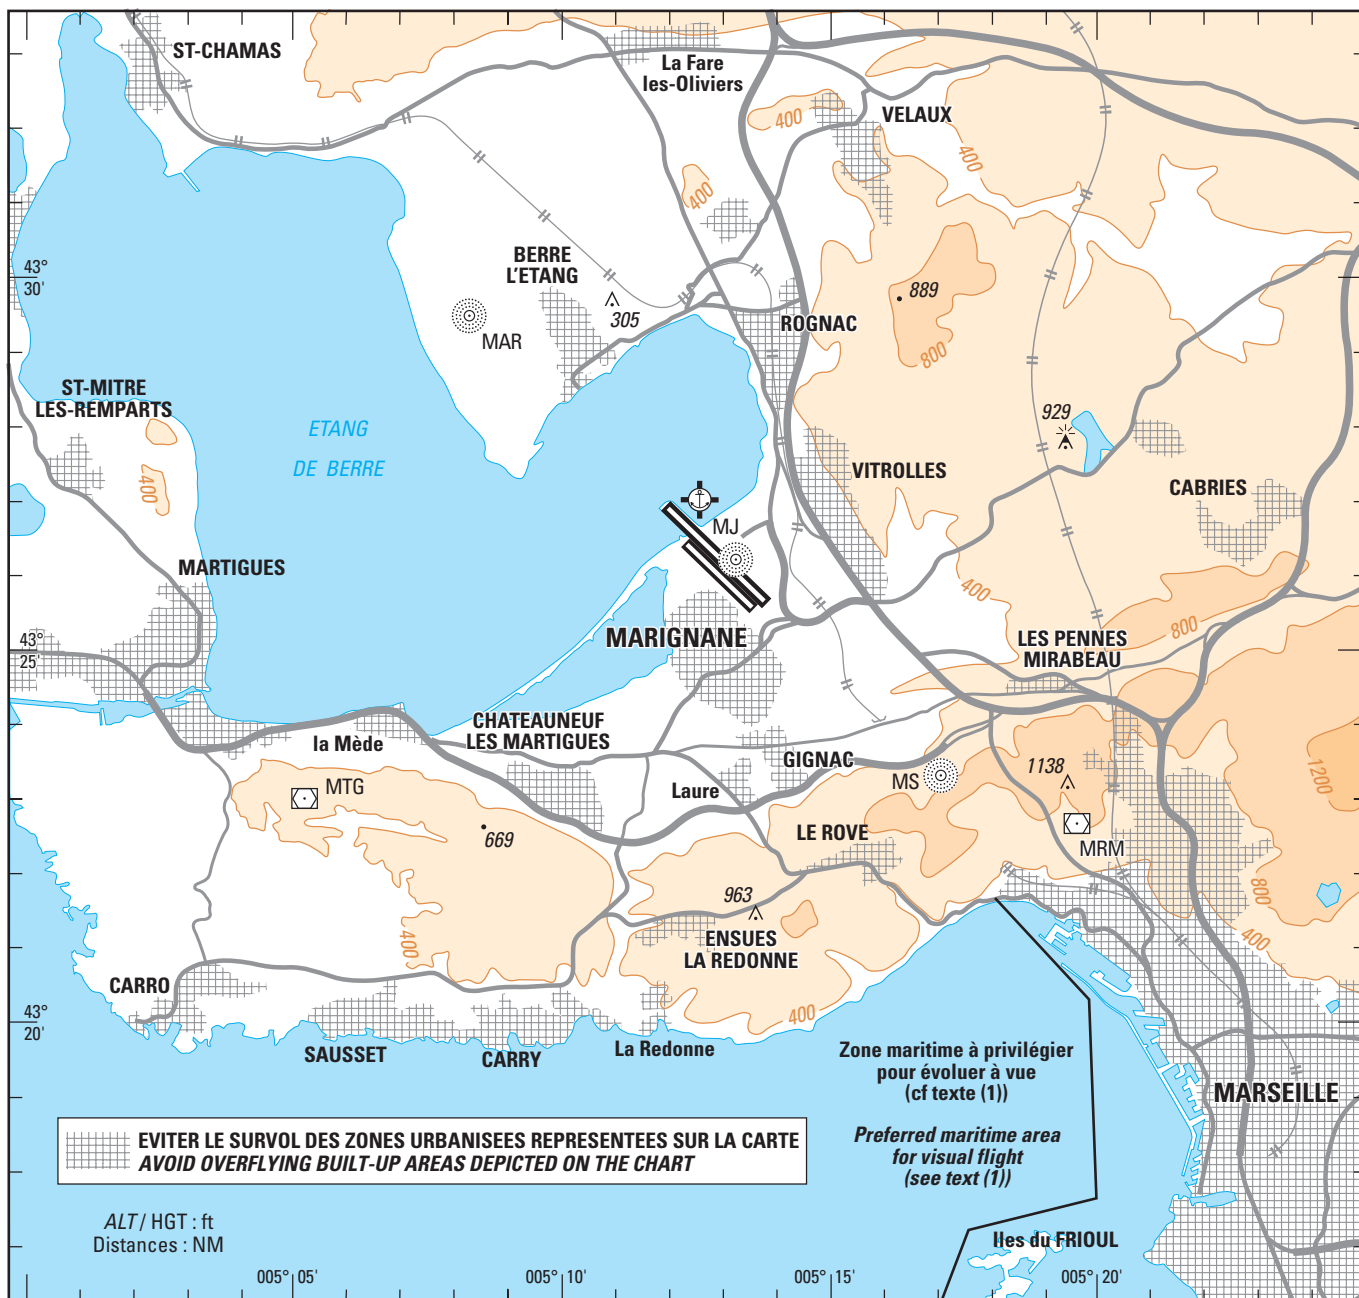 ST-CHAMAS
La Fare
les-Oliviers
VELAUX
400
400
400
BERRE
L'ETANG
43°
30'
889
305
MAR
ROGNAC
800
ST-MITRE
LES-REMPARTS
929
ETANG
DE BERRE
VITROLLES
400
CABRIES
MJ
MARTIGUES
400
800
MARIGNANE
LES PENNES
MIRABEAU
43°
25'
CHATEAUNEUF
LES MARTIGUES
la Mède
GIGNAC
1138
1200
MTG
MS
Laure
669
LE ROVE
MRM
963
800
400
ENSUES
LA REDONNE
400
CARRO
400
43°
20'
SAUSSET
CARRY
La Redonne
Zone maritime à privilégier
pour évoluer à vue
(cf texte (1))
MARSEILLE
Preferred maritime area
for visual flight
(see text (1))
EVITER LE SURVOL DES ZONES URBANISEES REPRESENTEES SUR LA CARTE
AVOID OVERFLYING BUILT-UP AREAS DEPICTED ON THE CHART
ALT / HGT : ft
Distances : NM
Iles du FRIOUL
005° 05'
005° 10'
005° 15'
005° 20'